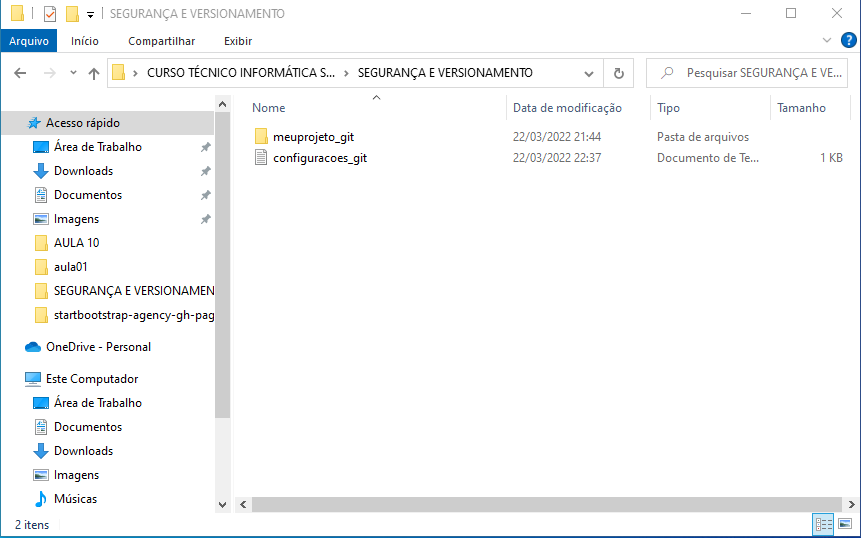 SEGURANÇA E VERSIONAMENTO
Arquivo Início Compartilhar Exibir
CURSO TÉCNICO INFORMÁTICA S... > SEGURANÇA E VERSIONAMENTO
Pesquisar SEGURANÇA E VE...
Acesso rápido
Área de Trabalho
Downloads
Documentos
Imagens
AULA 10
aula01
SEGURANÇA E VERSIONAMEN
startbootstrap-agency-gh-pag
OneDrive - Personal
Este Computador
Área de Trabalho
Documentos
Downloads
Imagens
Músicas
Nome Data de modificação Tipo Tamanho
meuprojeto_git 22/03/2022 21:44 Pasta de arquivos
configuracoes_git 22/03/2022 22:37 Documento de Te... 1 KB
2 itens